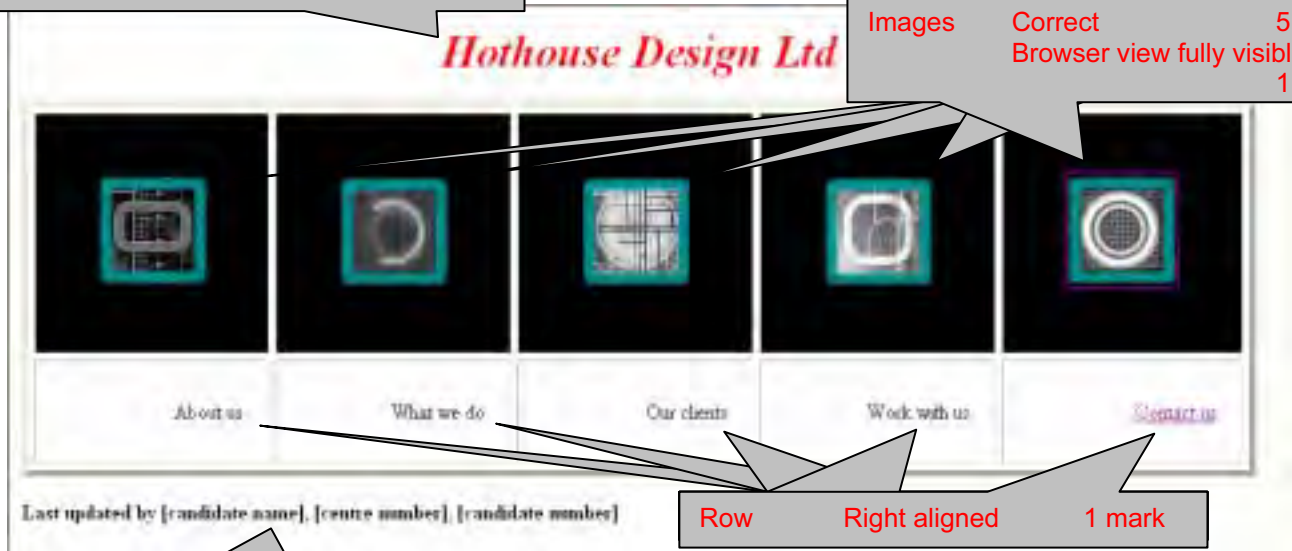 Images Correct 5
Browser view fully visibl
1
Hothouse Design Ltd
About us What we do Our clients Work with us Contact us
Last updated by [candidate name], [centre number], [candidate number]
Row Right aligned 1 mark